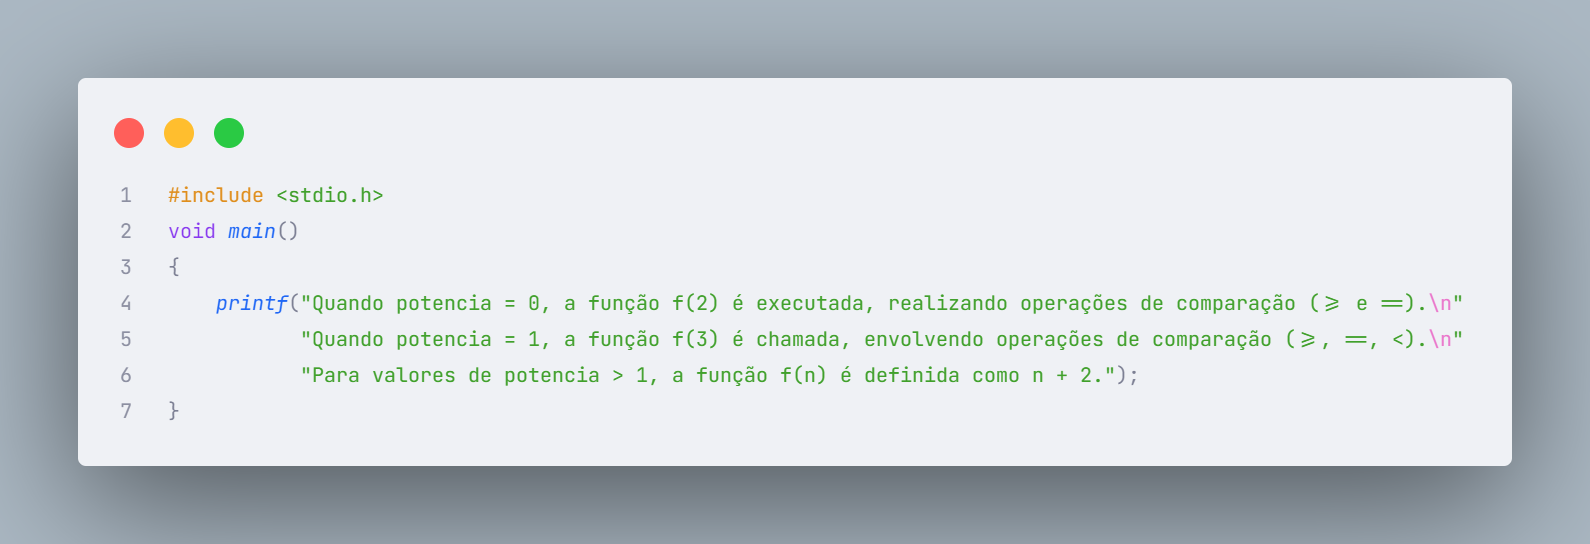 1 #include <stdio.h>
2 void main()
3 {
4     printf("Quando potencia = 0, a função f(2) é executada, realizando operações de comparação (>= e ==).\n"
5            "Quando potencia = 1, a função f(3) é chamada, envolvendo operações de comparação (>=, ==, <).\n"
6            "Para valores de potencia > 1, a função f(n) é definida como n + 2.");
7 }